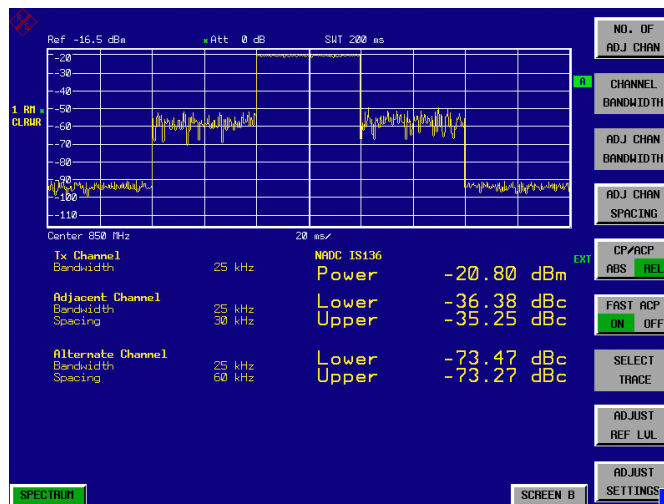 Ref -16.5 dBm *Att 0 dB SWT 200 ms
-20
-30
-40
-50
-60
-70
-80
-90
-100
-110
1 RM *
CLRWR
A
Center 850 MHz 20 ms/
Tx Channel NADC IS136 EXT
Bandwidth 25 kHz Power -20.80 dBm
Adjacent Channel Lower -36.38 dBc
Bandwidth 25 kHz Upper -35.25 dBc
Spacing 30 kHz
Alternate Channel Lower -73.47 dBc
Bandwidth 25 kHz Upper -73.27 dBc
Spacing 60 kHz
NO. OF
ADJ CHAN
CHANNEL
BANDWIDTH
ADJ CHAN
BANDWIDTH
ADJ CHAN
SPACING
CP/ACP
ABS REL
FAST ACP
ON OFF
SELECT
TRACE
ADJUST
REF LVL
ADJUST
SETTINGS
SPECTRUM SCREEN B